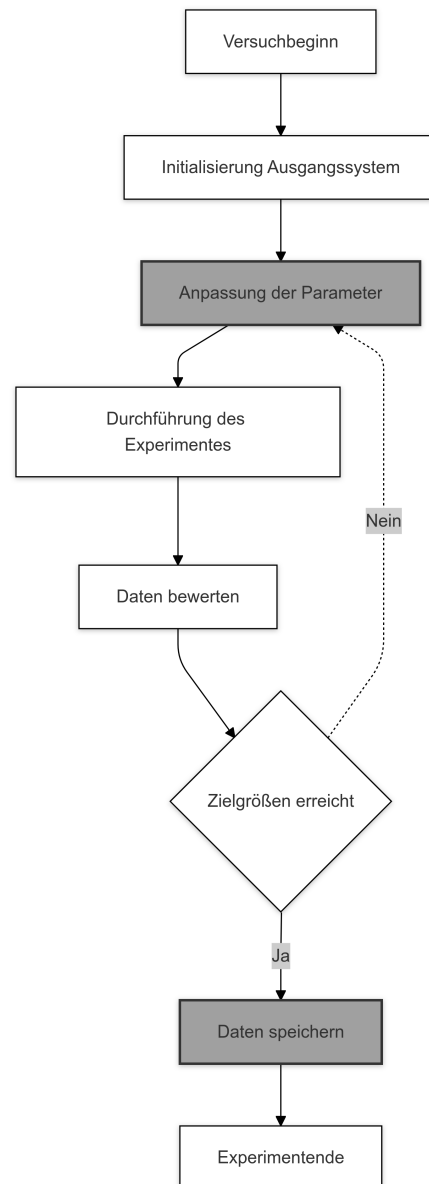 Versuchbeginn
Initialisierung Ausgangssystem
Anpassung der Parameter
Durchführung des
Experimentes
Nein
Daten bewerten
Zielgrößen erreicht
Ja
Daten speichern
Experimentende